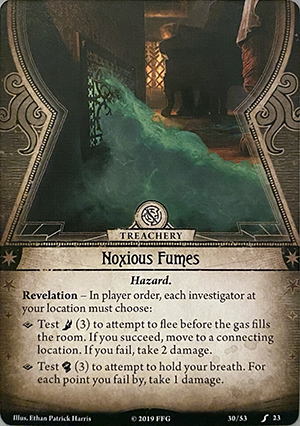 TREACHERY
Noxious Fumes
Hazard.
Revelation – In player order, each investigator at
your location must choose:
Test (3) to attempt to flee before the gas fills
the room. If you succeed, move to a connecting
location. If you fail, take 2 damage.
Test (3) to attempt to hold your breath. For
each point you fail by, take 1 damage.
Illus. Ethan Patrick Harris © 2019 FFG 30/53 23